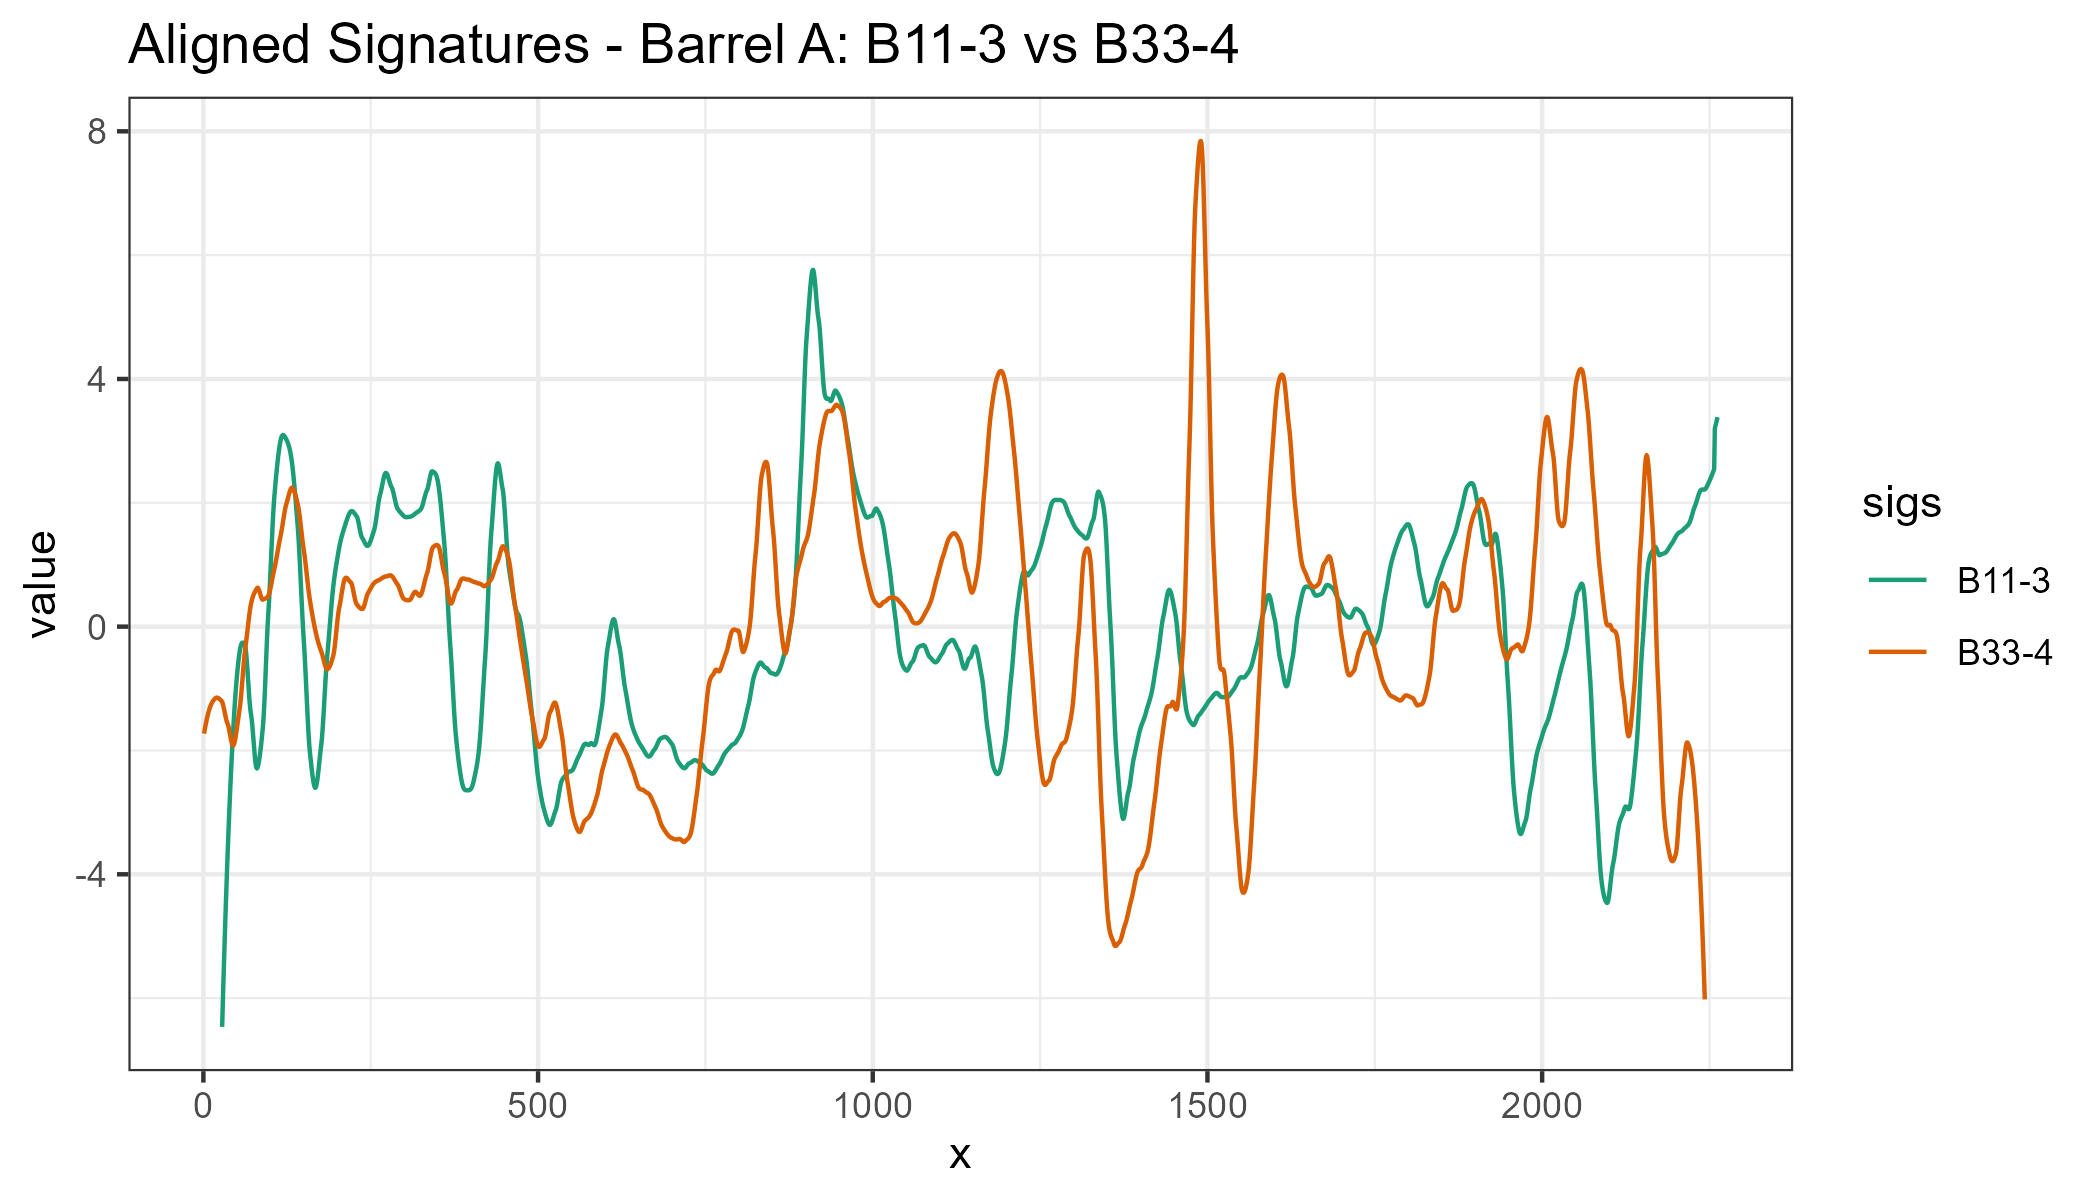 Aligned Signatures - Barrel A: B11-3 vs B33-4
value
8
4
0
-4
0 500 1000 1500 2000
x
sigs
B11-3
B33-4